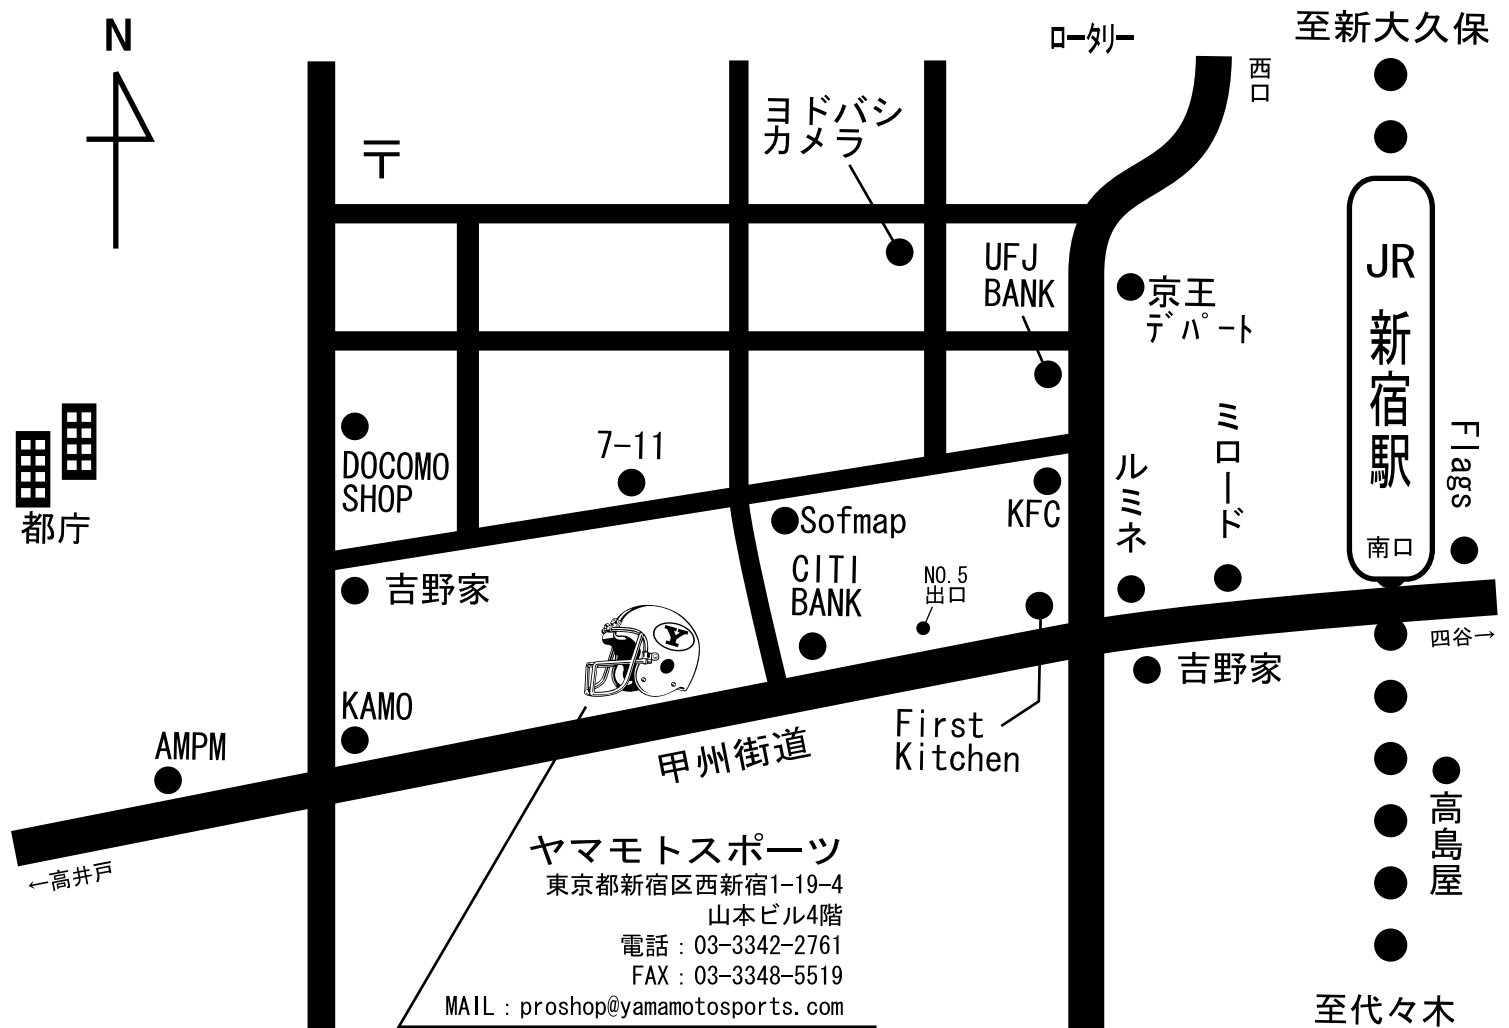 N
ロータリー
至新大久保
西口
〒
ヨドバシ
カメラ
JR
新宿駅
南口
UFJ
BANK
京王
デパート
ミロード
Flags
ルミネ
7-11
DOCOMO
SHOP
都庁
KFC
Sofmap
CITI
BANK
NO.5
出口
吉野家
Y
四谷→
吉野家
KAMO
AMPM
First
Kitchen
甲州街道
高島屋
←高井戸
ヤマモトスポーツ
東京都新宿区西新宿1-19-4
山本ビル4階
電話：03-3342-2761
FAX：03-3348-5519
MAIL：proshop@yamamotosports.com
至代々木